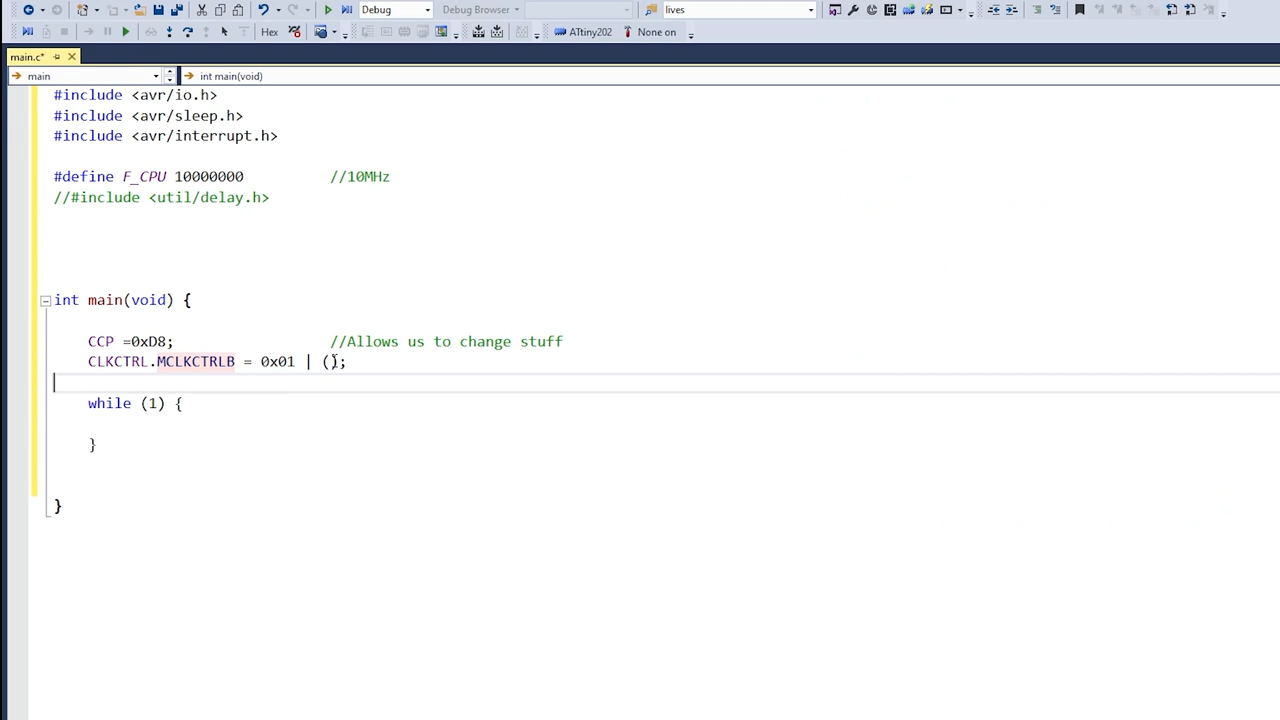 Debug Debug Browser lives
Hex ATtiny202 None on
main.c*
main int main(void)
#include <avr/io.h>
#include <avr/sleep.h>
#include <avr/interrupt.h>
#define F_CPU 10000000 //10MHz
//#include <util/delay.h>
int main(void) {
CCP =0xD8; //Allows us to change stuff
CLKCTRL.MCLKCTRLB = 0x01 | ();
while (1) {
}
}